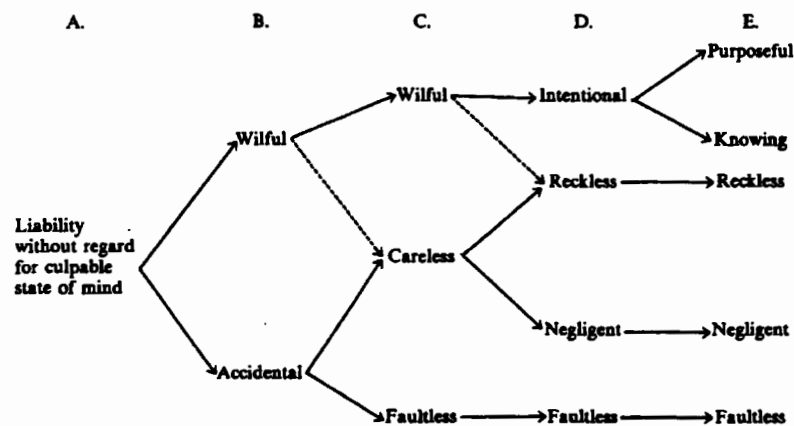 A. B. C. D. E.
Purposeful
Wilful Intentional
Wilful Knowing
Reckless Reckless
Liability
without regard
for culpable
state of mind
Careless
Negligent Negligent
Accidental
Faultless Faultless Faultless